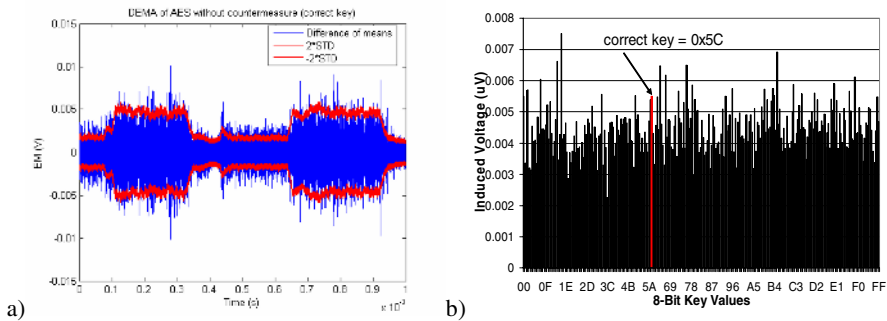 DEMA of AES without countermeasure (correct key)
0.015
0.01
0.005
0
-0.005
-0.01
-0.015
EM (V)
Difference of means
2*STD
-2*STD
0 0.1 0.2 0.3 0.4 0.5 0.6 0.7 0.8 0.9 1
Time (s)
x 10⁻³
a)
0.008
0.007
0.006
0.005
0.004
0.003
0.002
0.001
0
Induced Voltage (uV)
correct key = 0x5C
00 0F 1E 2D 3C 4B 5A 69 78 87 96 A5 B4 C3 D2 E1 F0 FF
8-Bit Key Values
b)